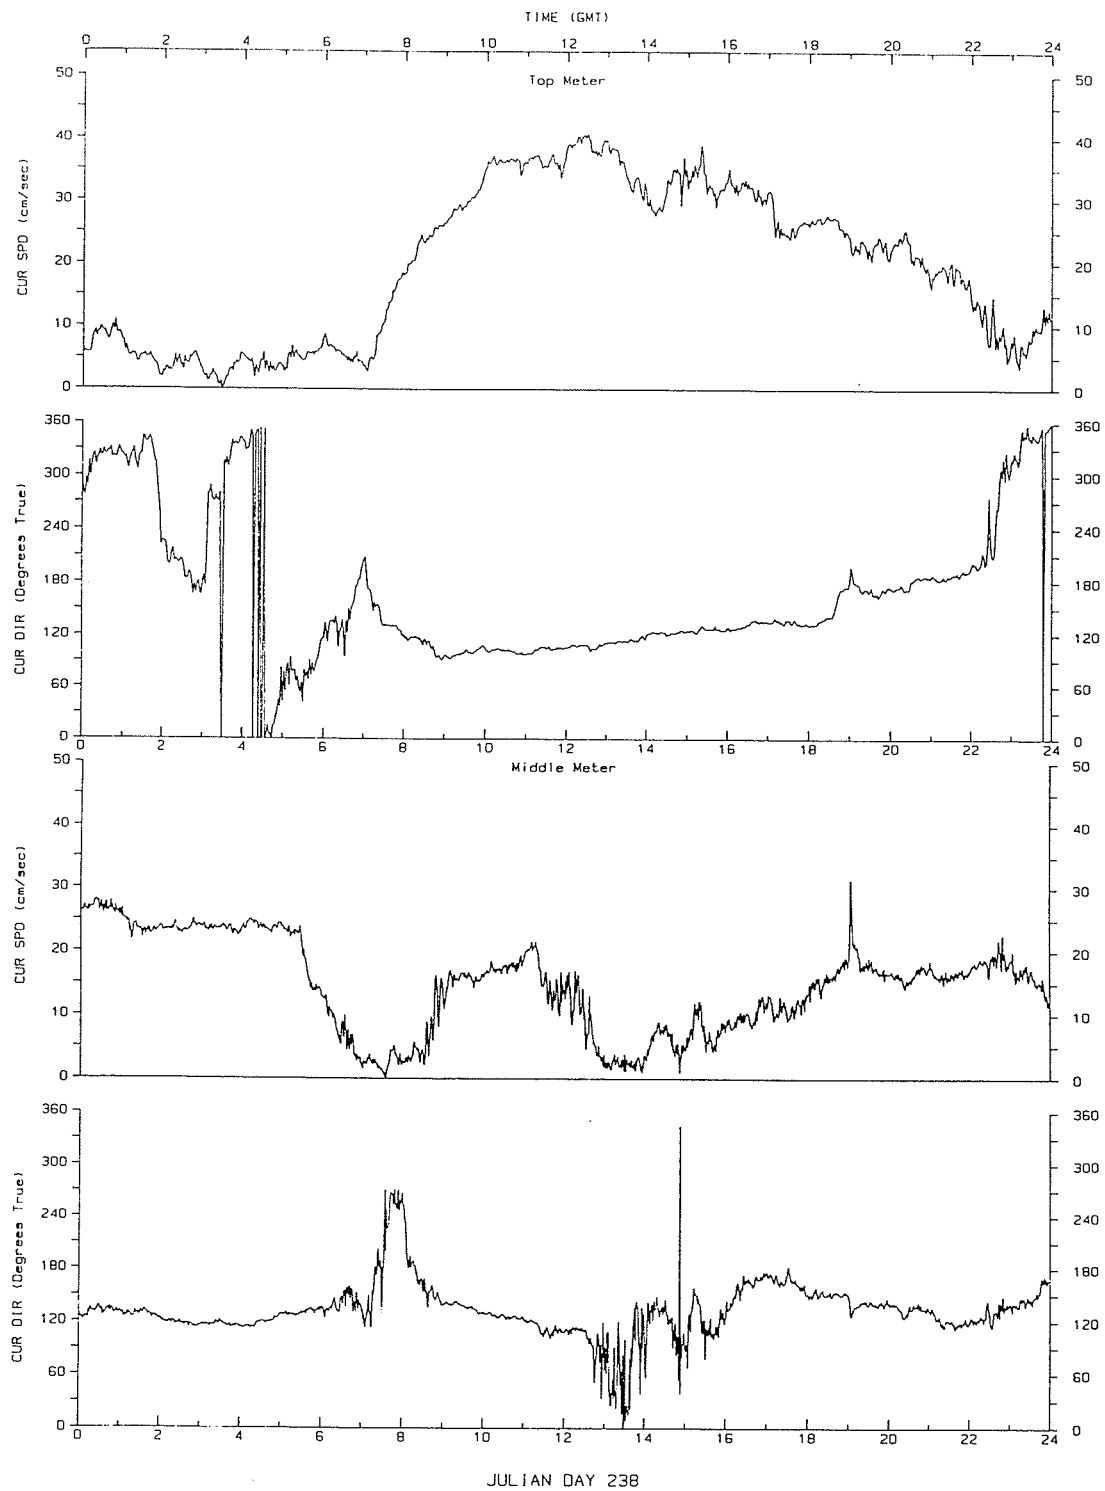 TIME (GMT)
0 2 4 6 8 10 12 14 16 18 20 22 24
Top Meter
CUR SPD (cm/sec)
50 50
40 40
30 30
20 20
10 10
0 0
CUR DIR (Degrees True)
360 360
300 300
240 240
180 180
120 120
60 60
0 0
0 2 4 6 8 10 12 14 16 18 20 22 24
Middle Meter
CUR SPD (cm/sec)
50 50
40 40
30 30
20 20
10 10
0 0
CUR DIR (Degrees True)
360 360
300 300
240 240
180 180
120 120
60 60
0 0
0 2 4 6 8 10 12 14 16 18 20 22 24
JULIAN DAY 238